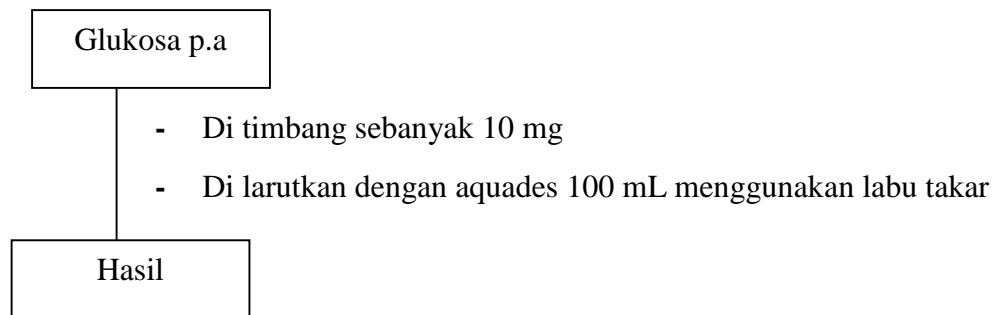 Glukosa p.a
- Di timbang sebanyak 10 mg
- Di larutkan dengan aquades 100 mL menggunakan labu takar
Hasil